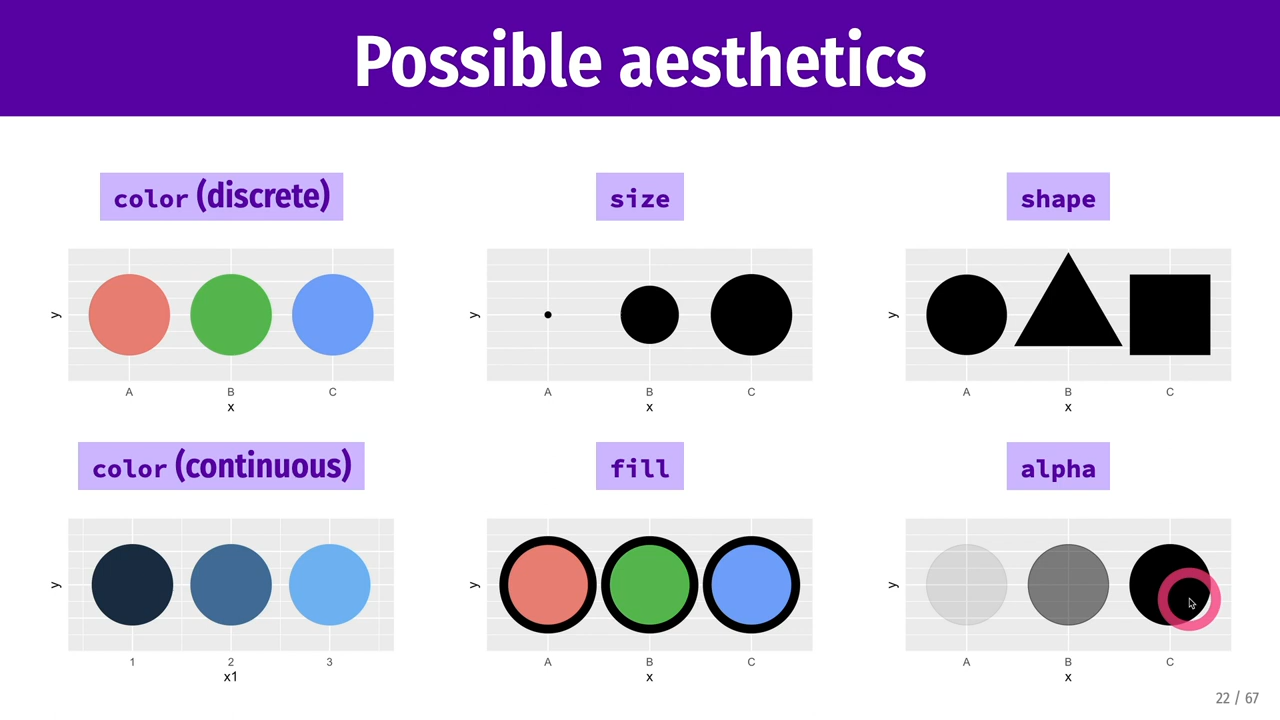 Possible aesthetics
color (discrete)
size
shape
y
A B C
x
y
A B C
x
y
A B C
x
color (continuous)
fill
alpha
y
1 2 3
x1
y
A B C
x
y
A B C
x
22 / 67